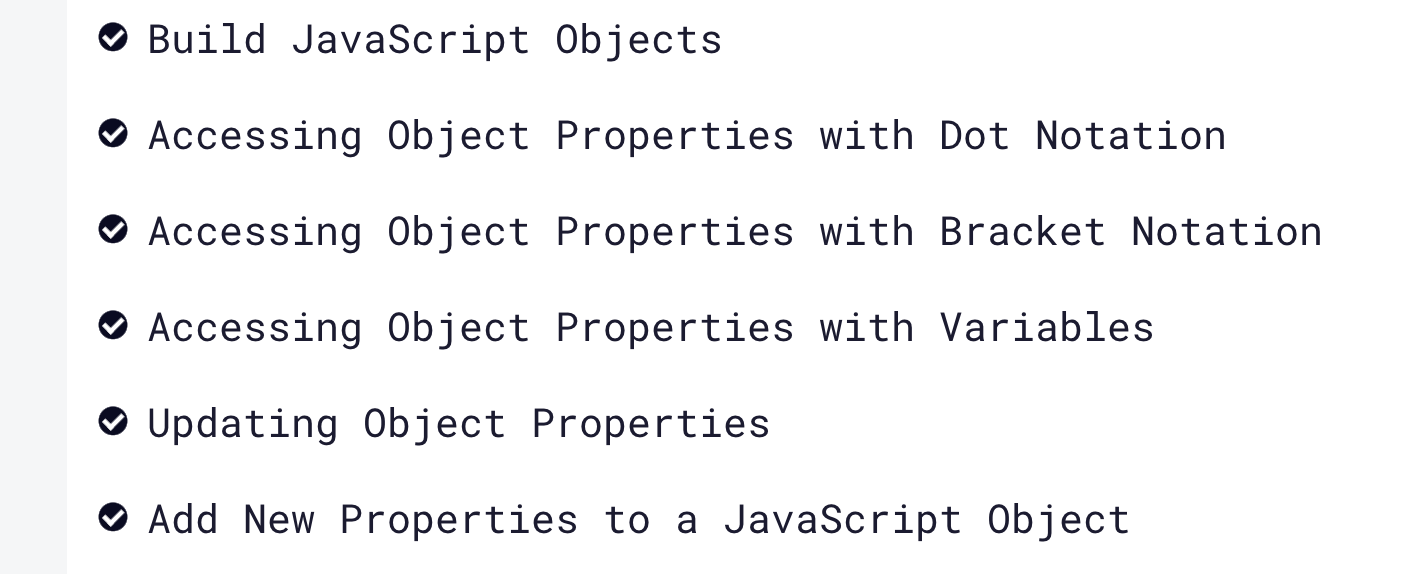 Build JavaScript Objects
Accessing Object Properties with Dot Notation
Accessing Object Properties with Bracket Notation
Accessing Object Properties with Variables
Updating Object Properties
Add New Properties to a JavaScript Object